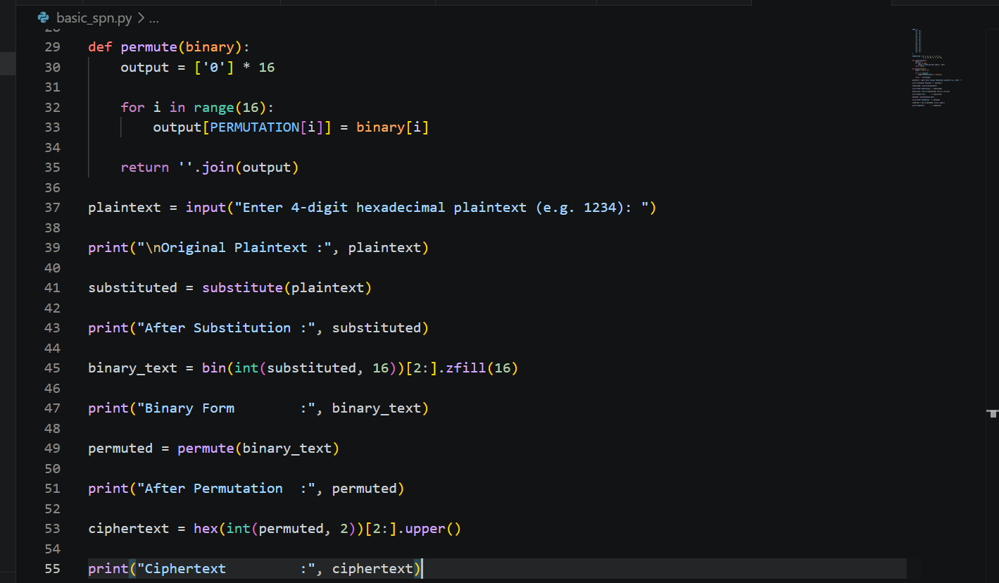 basic_spn.py > ...
28
29 def permute(binary):
30     output = ['0'] * 16
31
32     for i in range(16):
33         output[PERMUTATION[i]] = binary[i]
34
35     return ''.join(output)
36
37 plaintext = input("Enter 4-digit hexadecimal plaintext (e.g. 1234): ")
38
39 print("\nOriginal Plaintext :", plaintext)
40
41 substituted = substitute(plaintext)
42
43 print("After Substitution :", substituted)
44
45 binary_text = bin(int(substituted, 16))[2:].zfill(16)
46
47 print("Binary Form        :", binary_text)
48
49 permuted = permute(binary_text)
50
51 print("After Permutation  :", permuted)
52
53 ciphertext = hex(int(permuted, 2))[2:].upper()
54
55 print("Ciphertext         :", ciphertext)